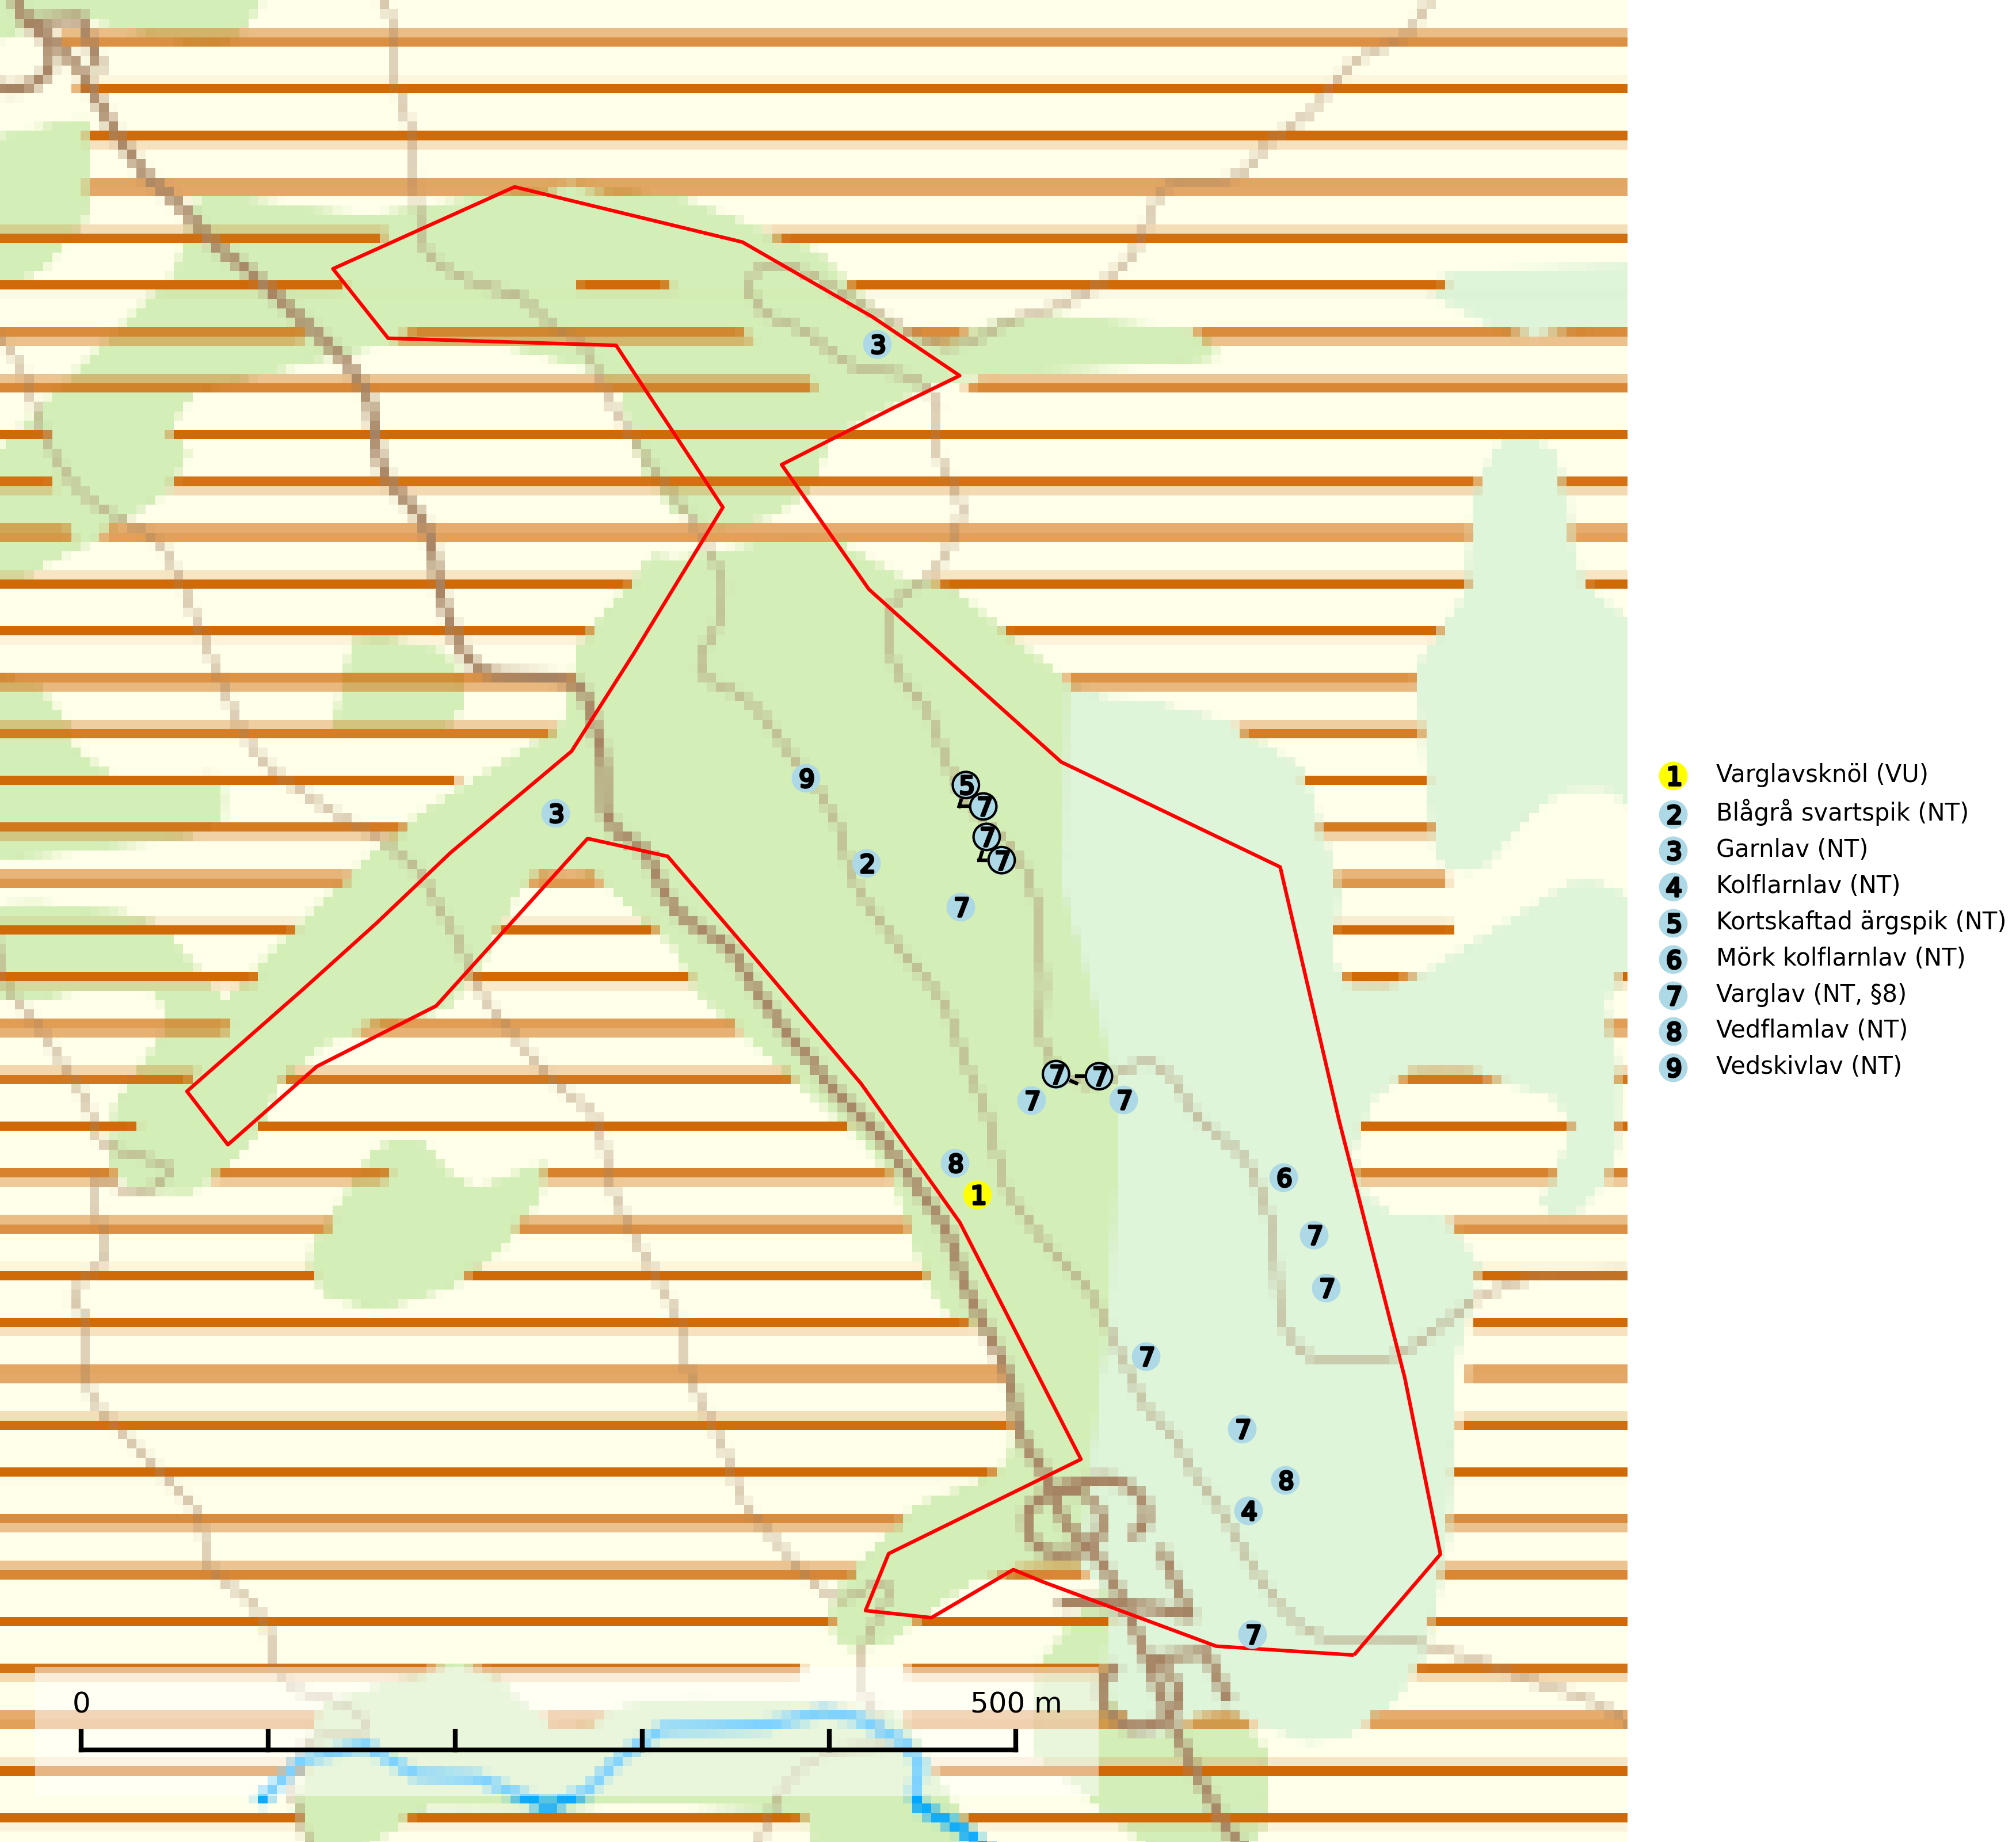 3
9
5
7
3
7
2
7
7
7
7
7
7
8
6
1
7
7
7
7
8
4
7
0
500 m
1 Varglavsknöl (VU)
2 Blågrå svartspik (NT)
3 Garnlav (NT)
4 Kolflarnlav (NT)
5 Kortskaftad ärgspik (NT)
6 Mörk kolflarnlav (NT)
7 Varglav (NT, §8)
8 Vedflamlav (NT)
9 Vedskivlav (NT)